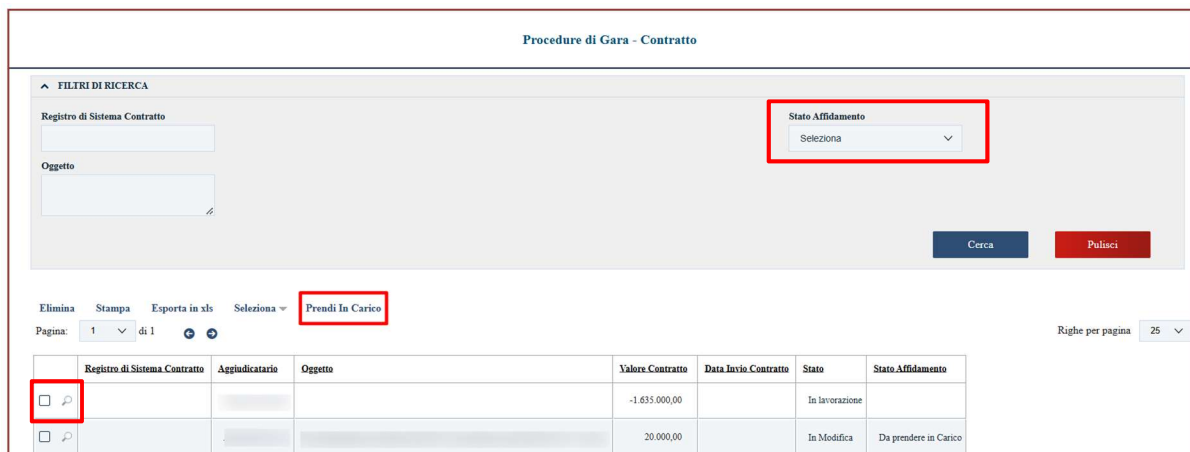 Procedure di Gara - Contratto
FILTRI DI RICERCA
Registro di Sistema Contratto
Stato Affidamento
Seleziona
Oggetto
Cerca Pulisci
Elimina Stampa Esporta in xls Seleziona Prendi In Carico
Pagina: 1 di 1 Righe per pagina 25
Registro di Sistema Contratto Aggiudicatario Oggetto Valore Contratto Data Invio Contratto Stato Stato Affidamento
-1.635.000,00 In lavorazione
20.000,00 In Modifica Da prendere in Carico